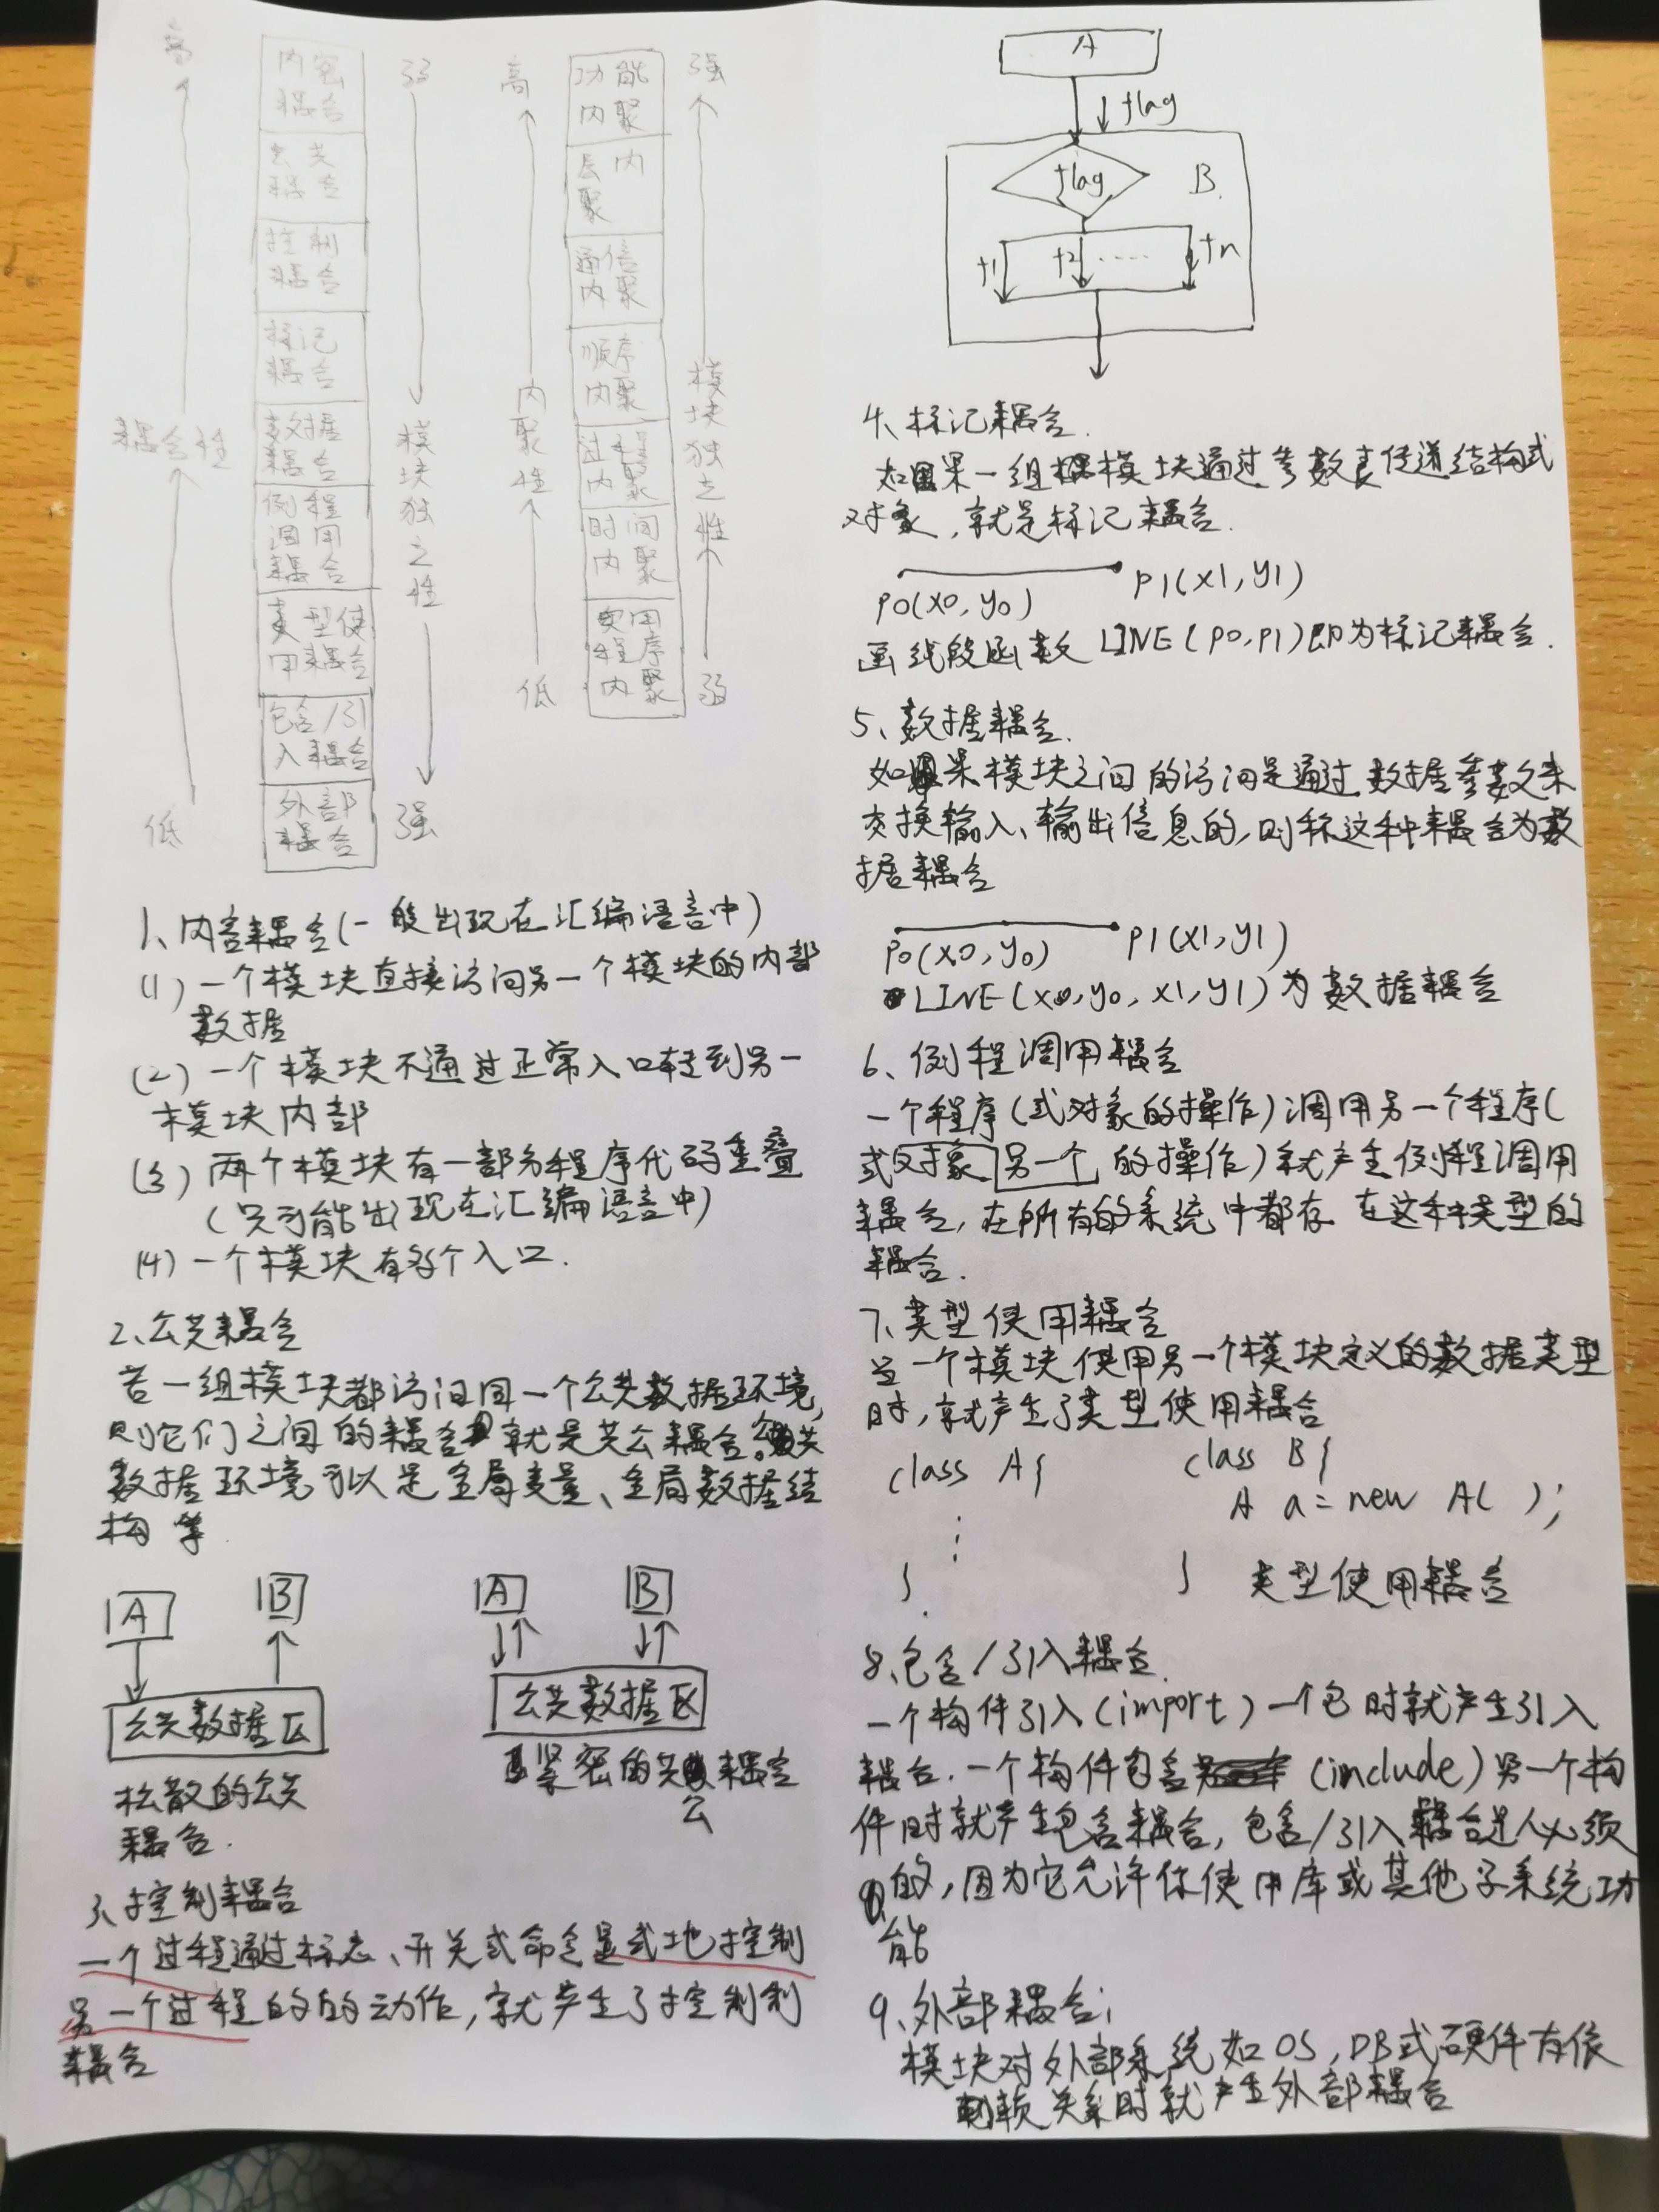 高
内容
耦合
公共
耦合
控制
耦合
标记
耦合
数据
耦合
例程
调用
耦合
类型使
用耦合
包含/引
入耦合
外部
耦合
耦合性
低
弱
模块独立性
强
高
内聚性
低
功能
内聚
层内
聚
通信
内聚
顺序
内聚
过程
内聚
时间
内聚
实用
程序
内聚
强
模块独立性
弱
1、内容耦合(一般出现在汇编语言中)
(1) 一个模块直接访问另一个模块的内部
数据
(2) 一个模块不通过正常入口转到另一
模块内部
(3) 两个模块有一部分程序代码重叠
(只可能出现在汇编语言中)
(4) 一个模块有多个入口.
2、公共耦合
若一组模块都访问同一个公共数据环境,
则它们之间的耦合就是共公耦合。公共
数据环境可以是全局变量、全局数据结
构等
A
B
公共数据区
松散的公共
耦合.
A
B
公共数据区
紧密的公共耦合
3、控制耦合
一个过程通过标志、开关或命令显式地控制
另一个过程的的动作,就产生了控制制
耦合
A
flag
flag
B.
f1
f2
.....
fn
4、标记耦合.
如果一组模块通过参数表传递结构式
对象,就是标记耦合.
P0(x0,y0)
P1(x1,y1)
画线段函数 LINE(P0,P1)即为标记耦合.
5、数据耦合.
如果模块之间的访问是通过数据参数来
交换输入、输出信息的,则称这种耦合为数
据耦合
P0(x0,y0)
P1(x1,y1)
LINE(x0,y0,x1,y1)为数据耦合
6、例程调用耦合
一个程序(或对象的操作)调用另一个程序(
或对象 另一个 的操作)就产生例程调用
耦合,在所有的系统中都存在这种类型的
耦合.
7、类型使用耦合
当一个模块使用另一个模块定义的数据类型
时,就产生了类型使用耦合
class A{
⋮
}
class B{
A a=new A( );
}
类型使用耦合
8、包含/引入耦合.
一个构件引入(import)一个包时就产生引入
耦合.一个构件包含(include)另一个构
件时就产生包含耦合,包含/引入耦合是必须
的,因为它允许你使用库或其他子系统功
能
9、外部耦合:
模块对外部系统如OS,DB或硬件有依
赖关系时就产生外部耦合